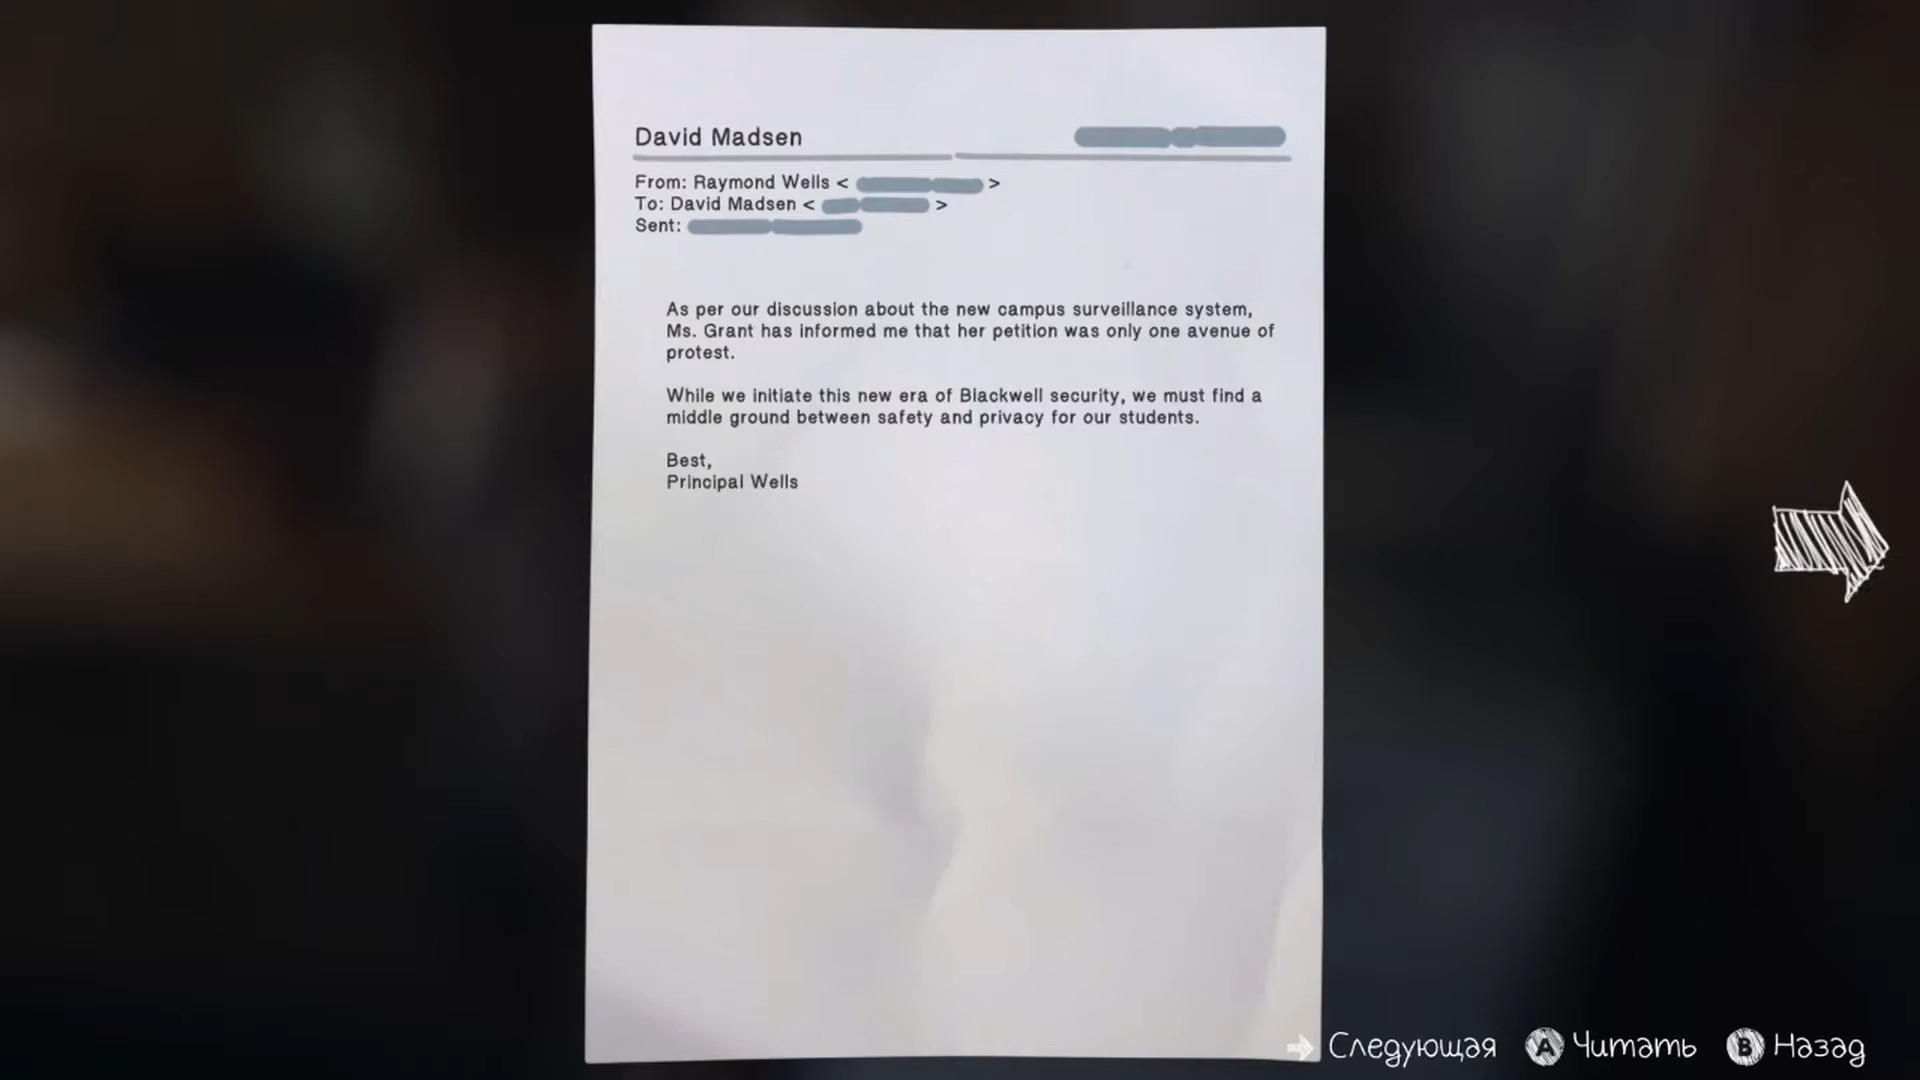 David Madsen
From: Raymond Wells < >
To: David Madsen < >
Sent:
As per our discussion about the new campus surveillance system,
Ms. Grant has informed me that her petition was only one avenue of
protest.
While we initiate this new era of Blackwell security, we must find a
middle ground between safety and privacy for our students.
Best,
Principal Wells
Следующая A Читать B Назад